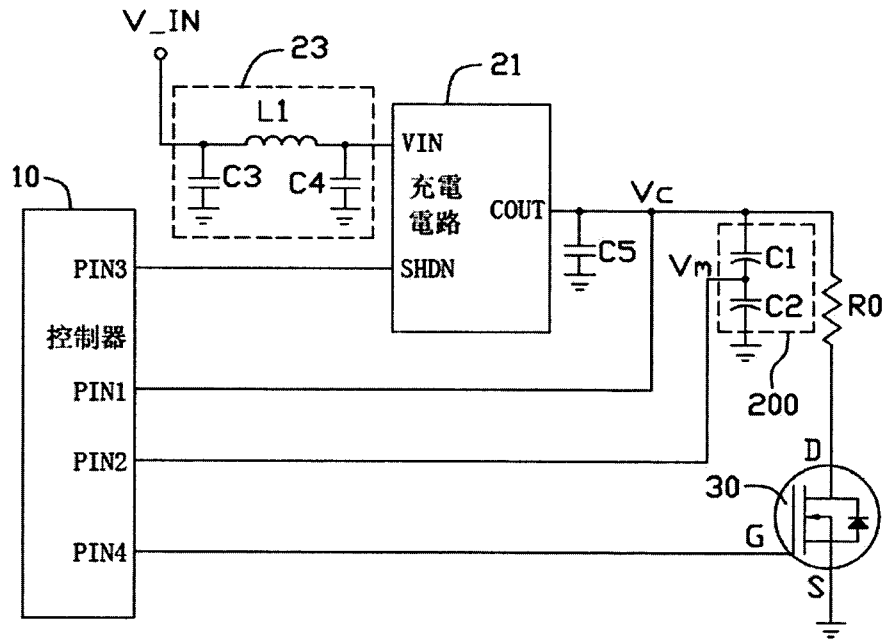 V_IN
23
21
L1
C3
C4
VIN
充電
電路
COUT
SHDN
VC
C5
Vm
C1
C2
R0
200
10
PIN3
控制器
PIN1
PIN2
PIN4
30
D
G
S